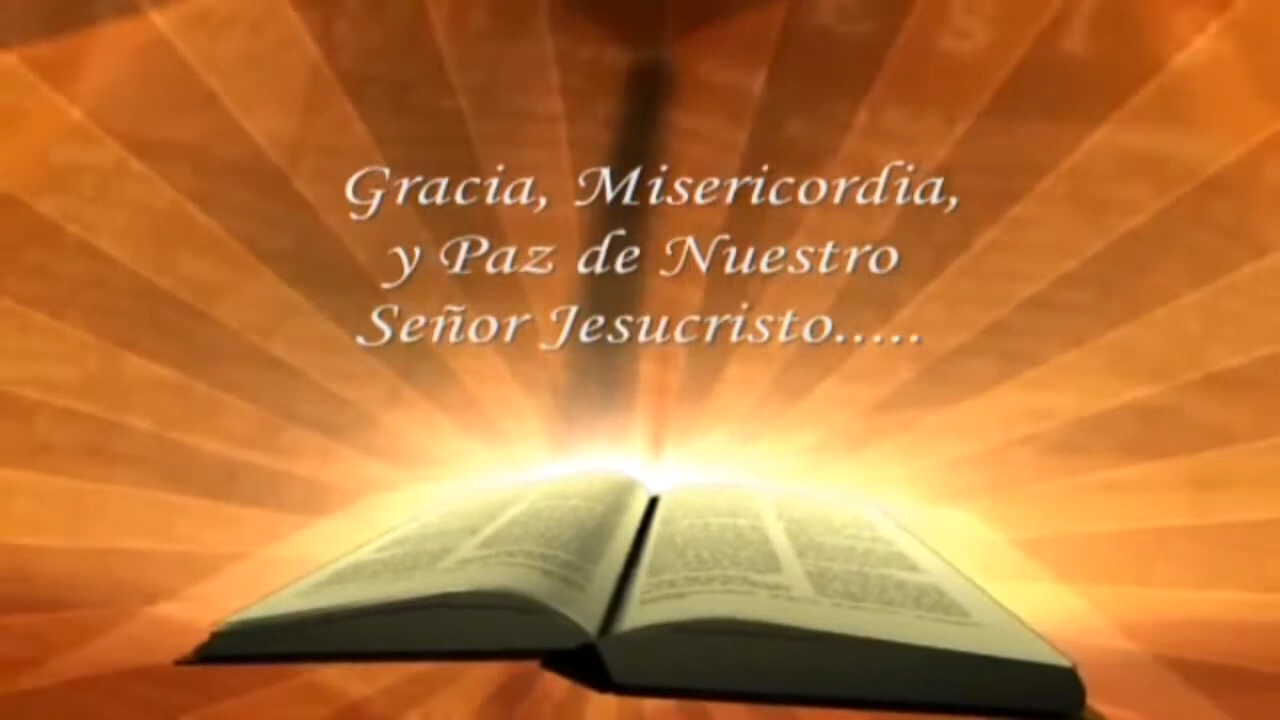 Gracia, Misericordia,
y Paz de Nuestro
Señor Jesucristo.....